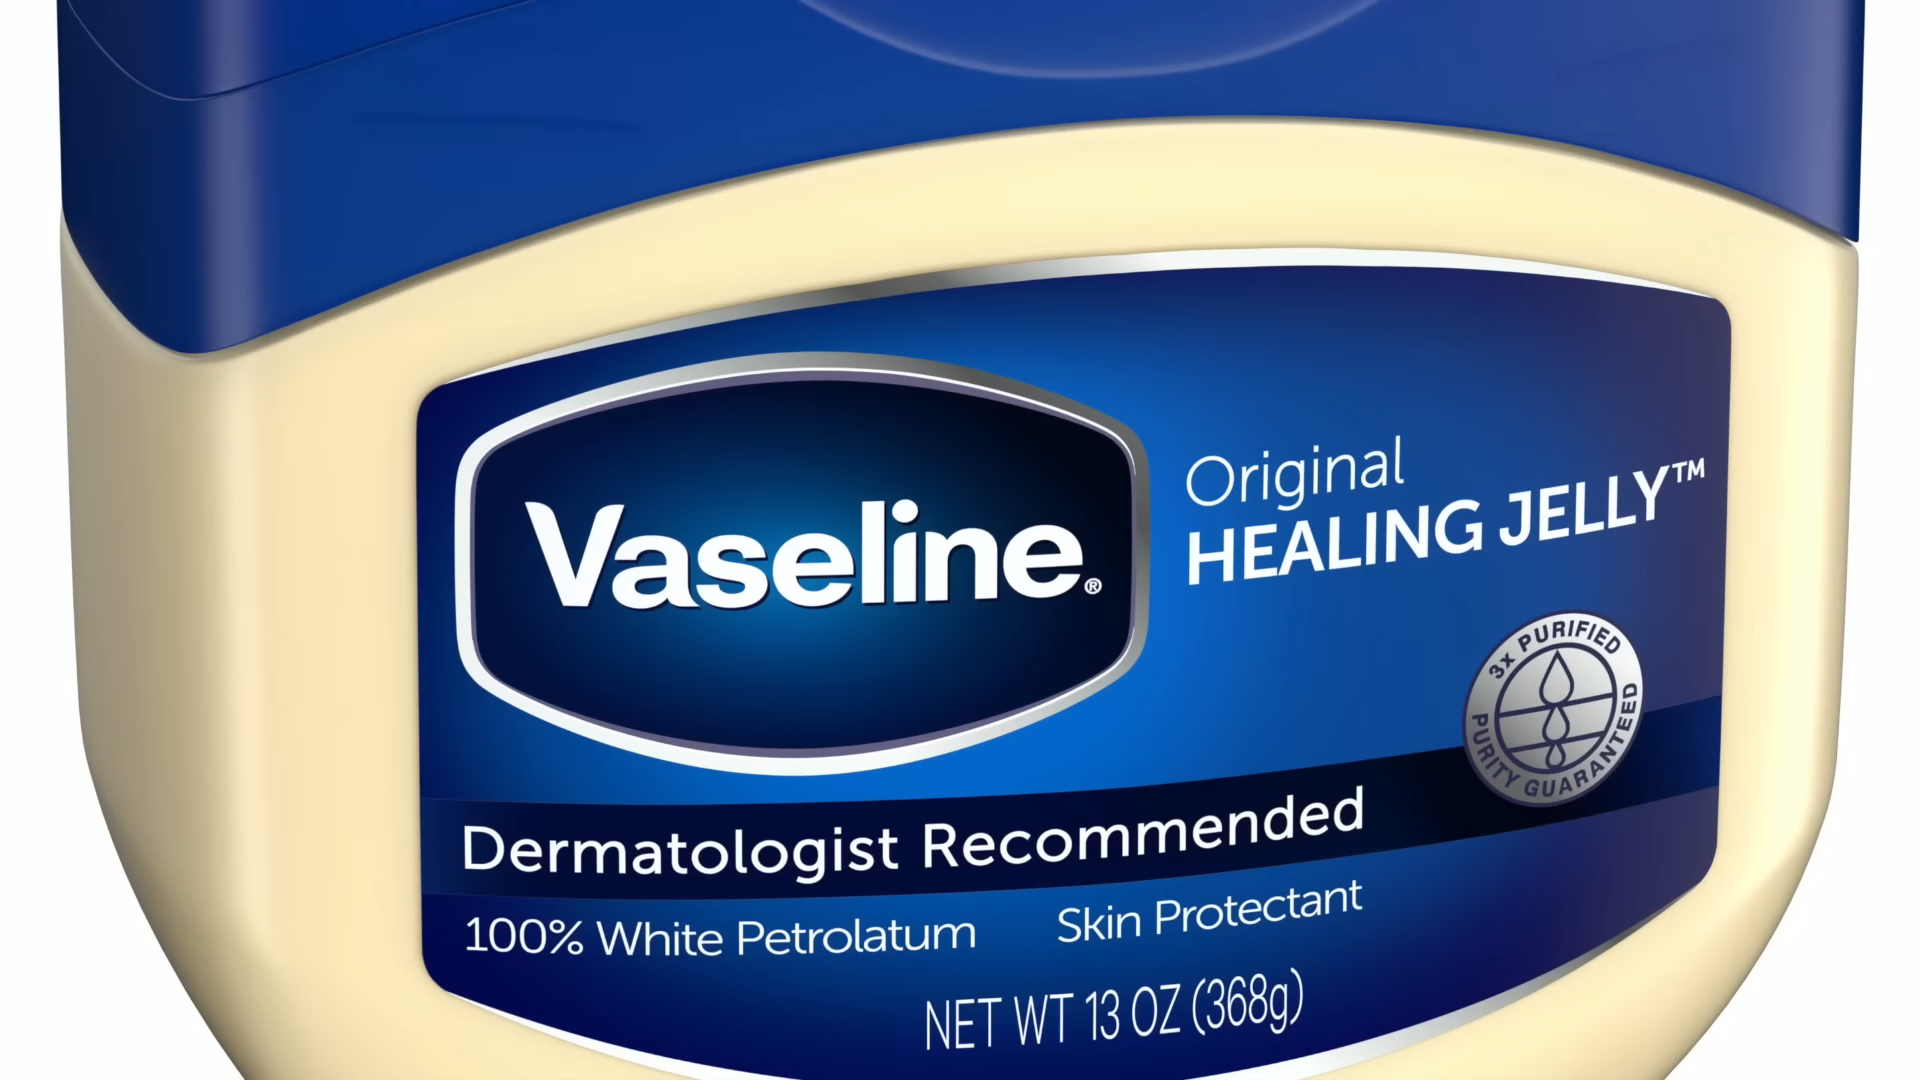 Vaseline®
Original
HEALING JELLY™
3x PURIFIED
PURITY GUARANTEED
Dermatologist Recommended
100% White Petrolatum Skin Protectant
NET WT 13 OZ (368g)